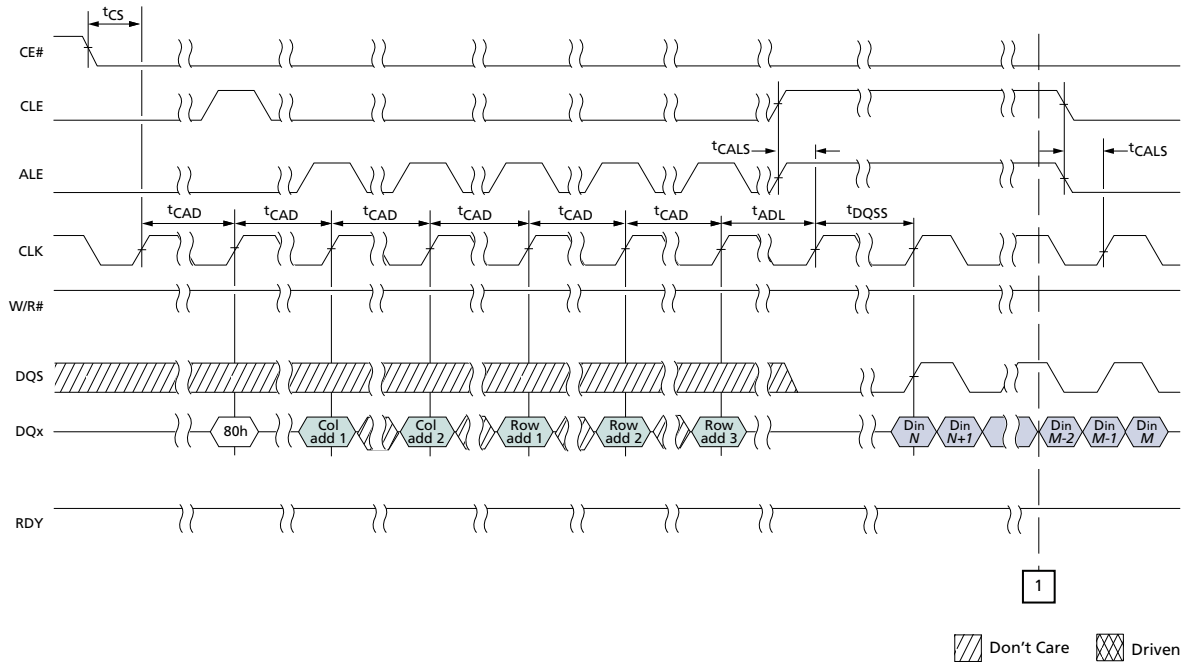 tCS
CE#
CLE
tCALS
tCALS
ALE
tCAD
tCAD
tCAD
tCAD
tCAD
tCAD
tADL
tDQSS
CLK
W/R#
DQS
DQx
80h
Col
add 1
Col
add 2
Row
add 1
Row
add 2
Row
add 3
Din
N
Din
N+1
Din
M-2
Din
M-1
Din
M
RDY
1
Don't Care
Driven